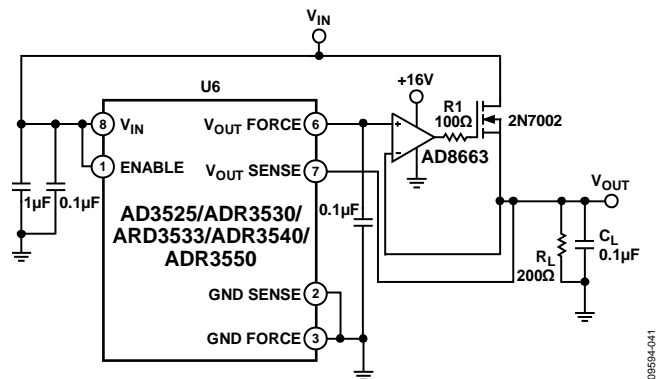 VIN
U6
+16V
R1
100Ω
2N7002
8 VIN
VOUT FORCE 6
1 ENABLE
VOUT SENSE 7
+
–
AD8663
VOUT
1µF
0.1µF
AD3525/ADR3530/
ARD3533/ADR3540/
ADR3550
0.1µF
RL
200Ω
CL
0.1µF
GND SENSE 2
GND FORCE 3
09594-041